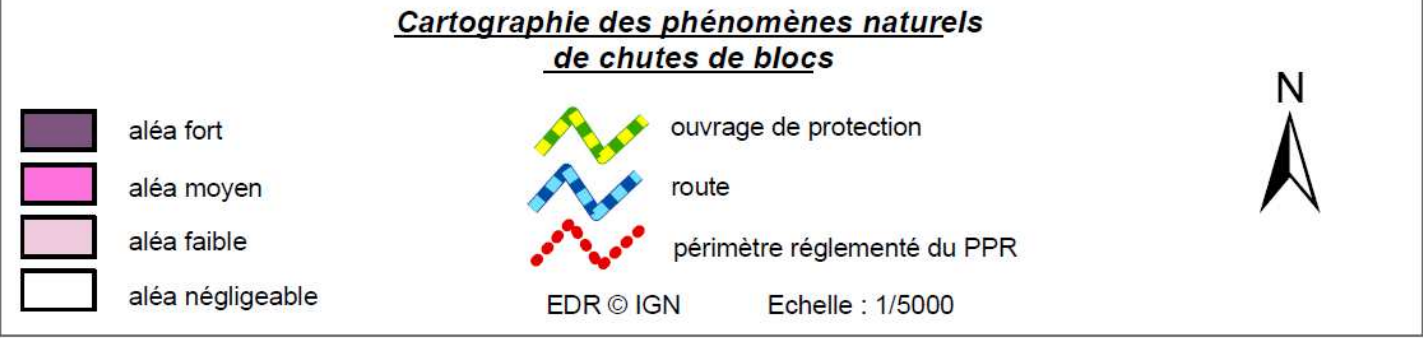 Cartographie des phénomènes naturels
de chutes de blocs
N
aléa fort
aléa moyen
aléa faible
aléa négligeable
ouvrage de protection
route
périmètre réglementé du PPR
EDR © IGN Echelle : 1/5000